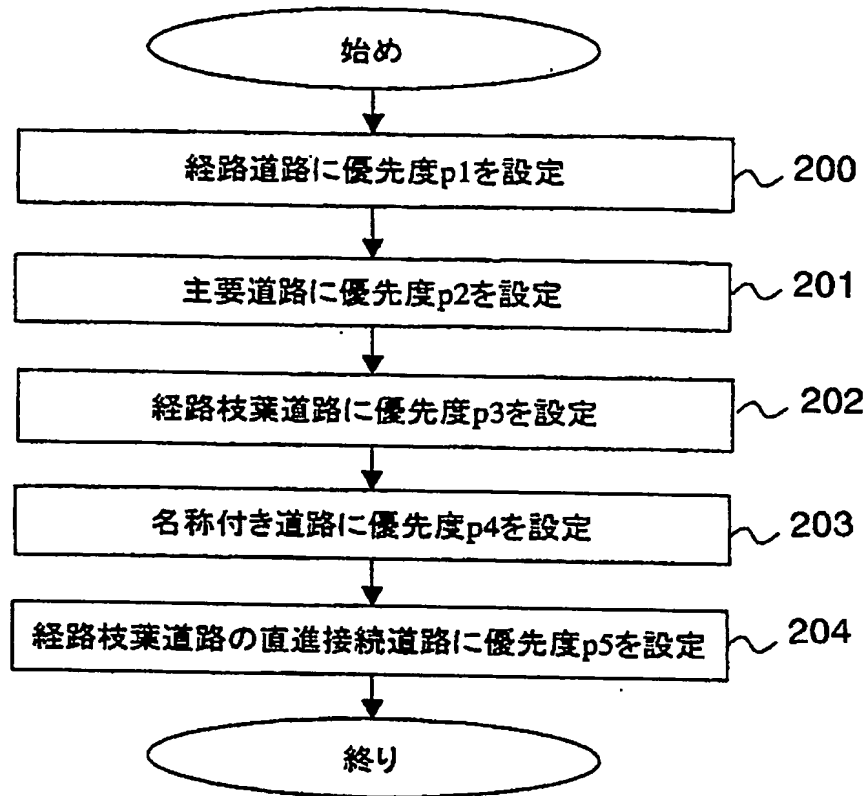 始め
経路道路に優先度p1を設定
200
主要道路に優先度p2を設定
201
経路枝葉道路に優先度p3を設定
202
名称付き道路に優先度p4を設定
203
経路枝葉道路の直進接続道路に優先度p5を設定
204
終り